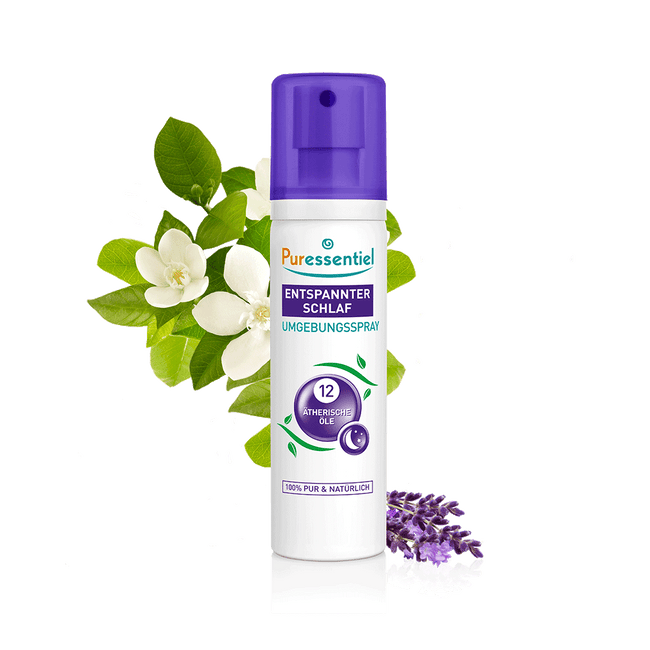 Puressentiel
ENTSPANNTER
SCHLAF
UMGEBUNGSSPRAY
12
ÄTHERISCHE
ÖLE
100% PUR & NATÜRLICH